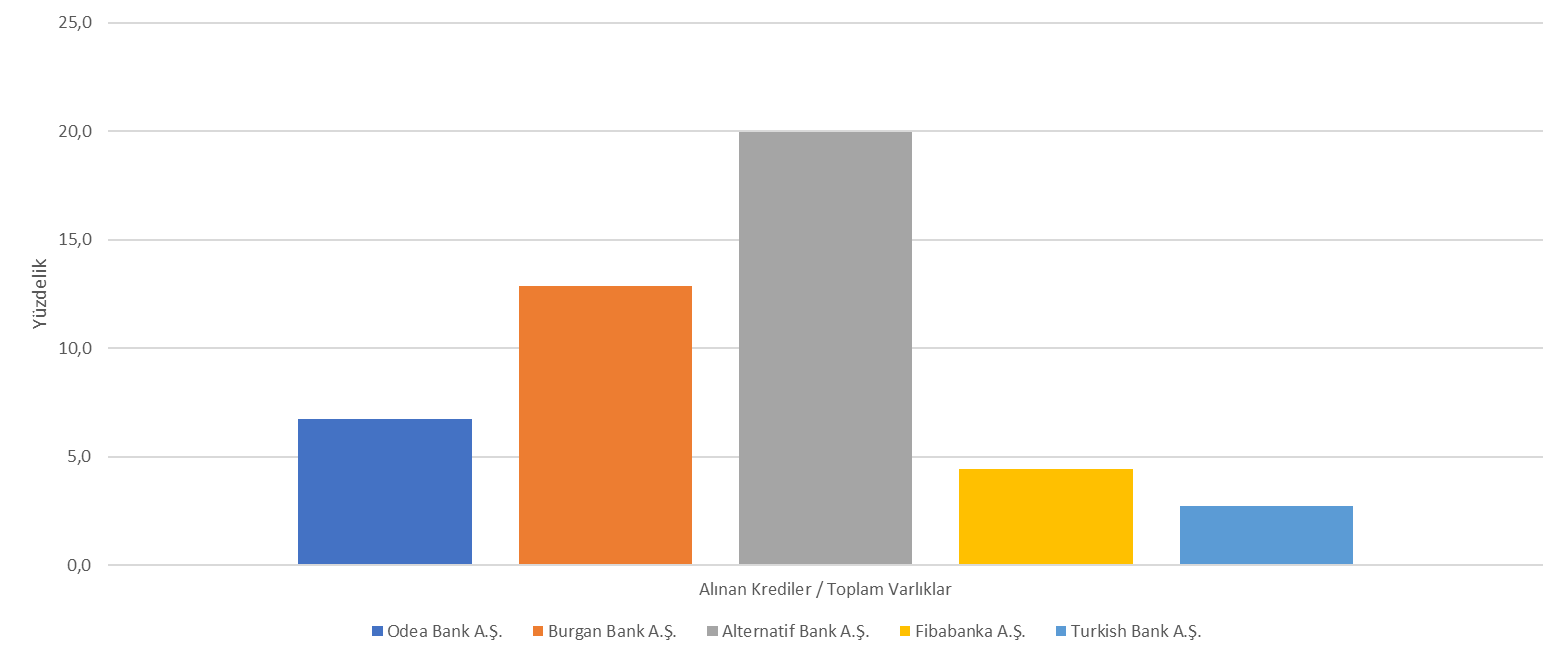 25,0
20,0
15,0
10,0
5,0
0,0
Yüzdelik
Alınan Krediler / Toplam Varlıklar
Odea Bank A.Ş. Burgan Bank A.Ş. Alternatif Bank A.Ş. Fibabanka A.Ş. Turkish Bank A.Ş.